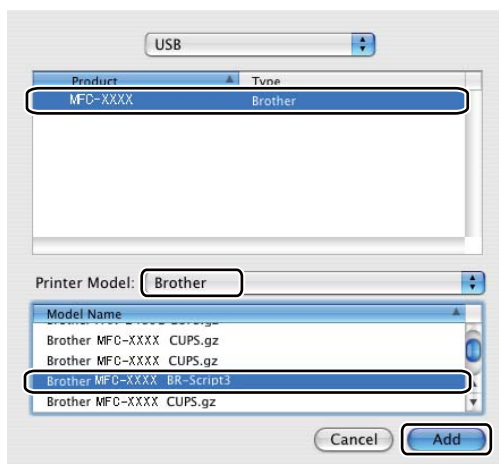 USB
Product Type
MFC-XXXX Brother
Printer Model: Brother
Model Name
Brother MFC-XXXX CUPS.gz
Brother MFC-XXXX CUPS.gz
Brother MFC-XXXX BR-Script3
Brother MFC-XXXX CUPS.gz
Cancel Add